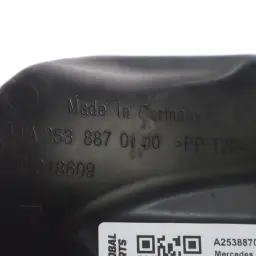 Made in Germany
A 253 887 01 00 >PP-T20<
18609
A2538870
Mercedes
OBAL
RTS